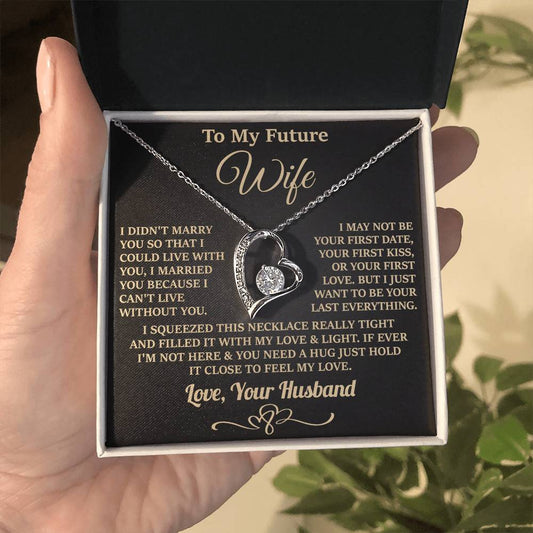 To My Future
Wife
I DIDN'T MARRY
YOU SO THAT I
COULD LIVE WITH
YOU, I MARRIED
YOU BECAUSE I
CAN'T LIVE
WITHOUT YOU.
I MAY NOT BE
YOUR FIRST DATE,
YOUR FIRST KISS,
OR YOUR FIRST
LOVE. BUT I JUST
WANT TO BE YOUR
LAST EVERYTHING.
I SQUEEZED THIS NECKLACE REALLY TIGHT
AND FILLED IT WITH MY LOVE & LIGHT. IF EVER
I'M NOT HERE & YOU NEED A HUG JUST HOLD
IT CLOSE TO FEEL MY LOVE.
Love, Your Husband